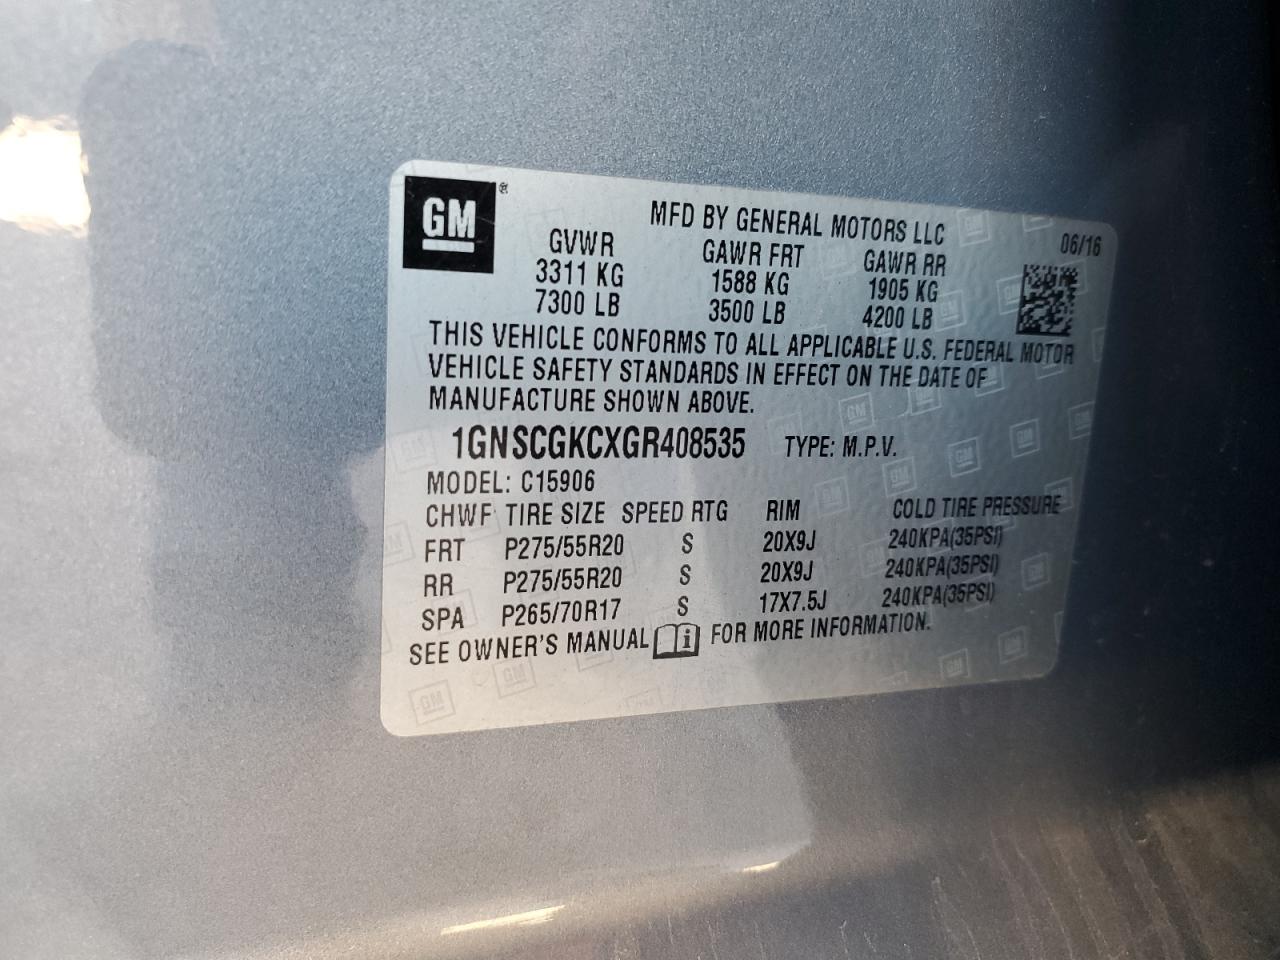 GM®
MFD BY GENERAL MOTORS LLC
06/16
GVWR GAWR FRT GAWR RR
3311 KG 1588 KG 1905 KG
7300 LB 3500 LB 4200 LB
THIS VEHICLE CONFORMS TO ALL APPLICABLE U.S. FEDERAL MOTOR
VEHICLE SAFETY STANDARDS IN EFFECT ON THE DATE OF
MANUFACTURE SHOWN ABOVE.
1GNSCGKCXGR408535 TYPE: M.P.V.
MODEL: C15906
CHWF TIRE SIZE SPEED RTG RIM COLD TIRE PRESSURE
FRT P275/55R20 S 20X9J 240KPA(35PSI)
RR P275/55R20 S 20X9J 240KPA(35PSI)
SPA P265/70R17 S 17X7.5J 240KPA(35PSI)
SEE OWNER'S MANUAL i FOR MORE INFORMATION.